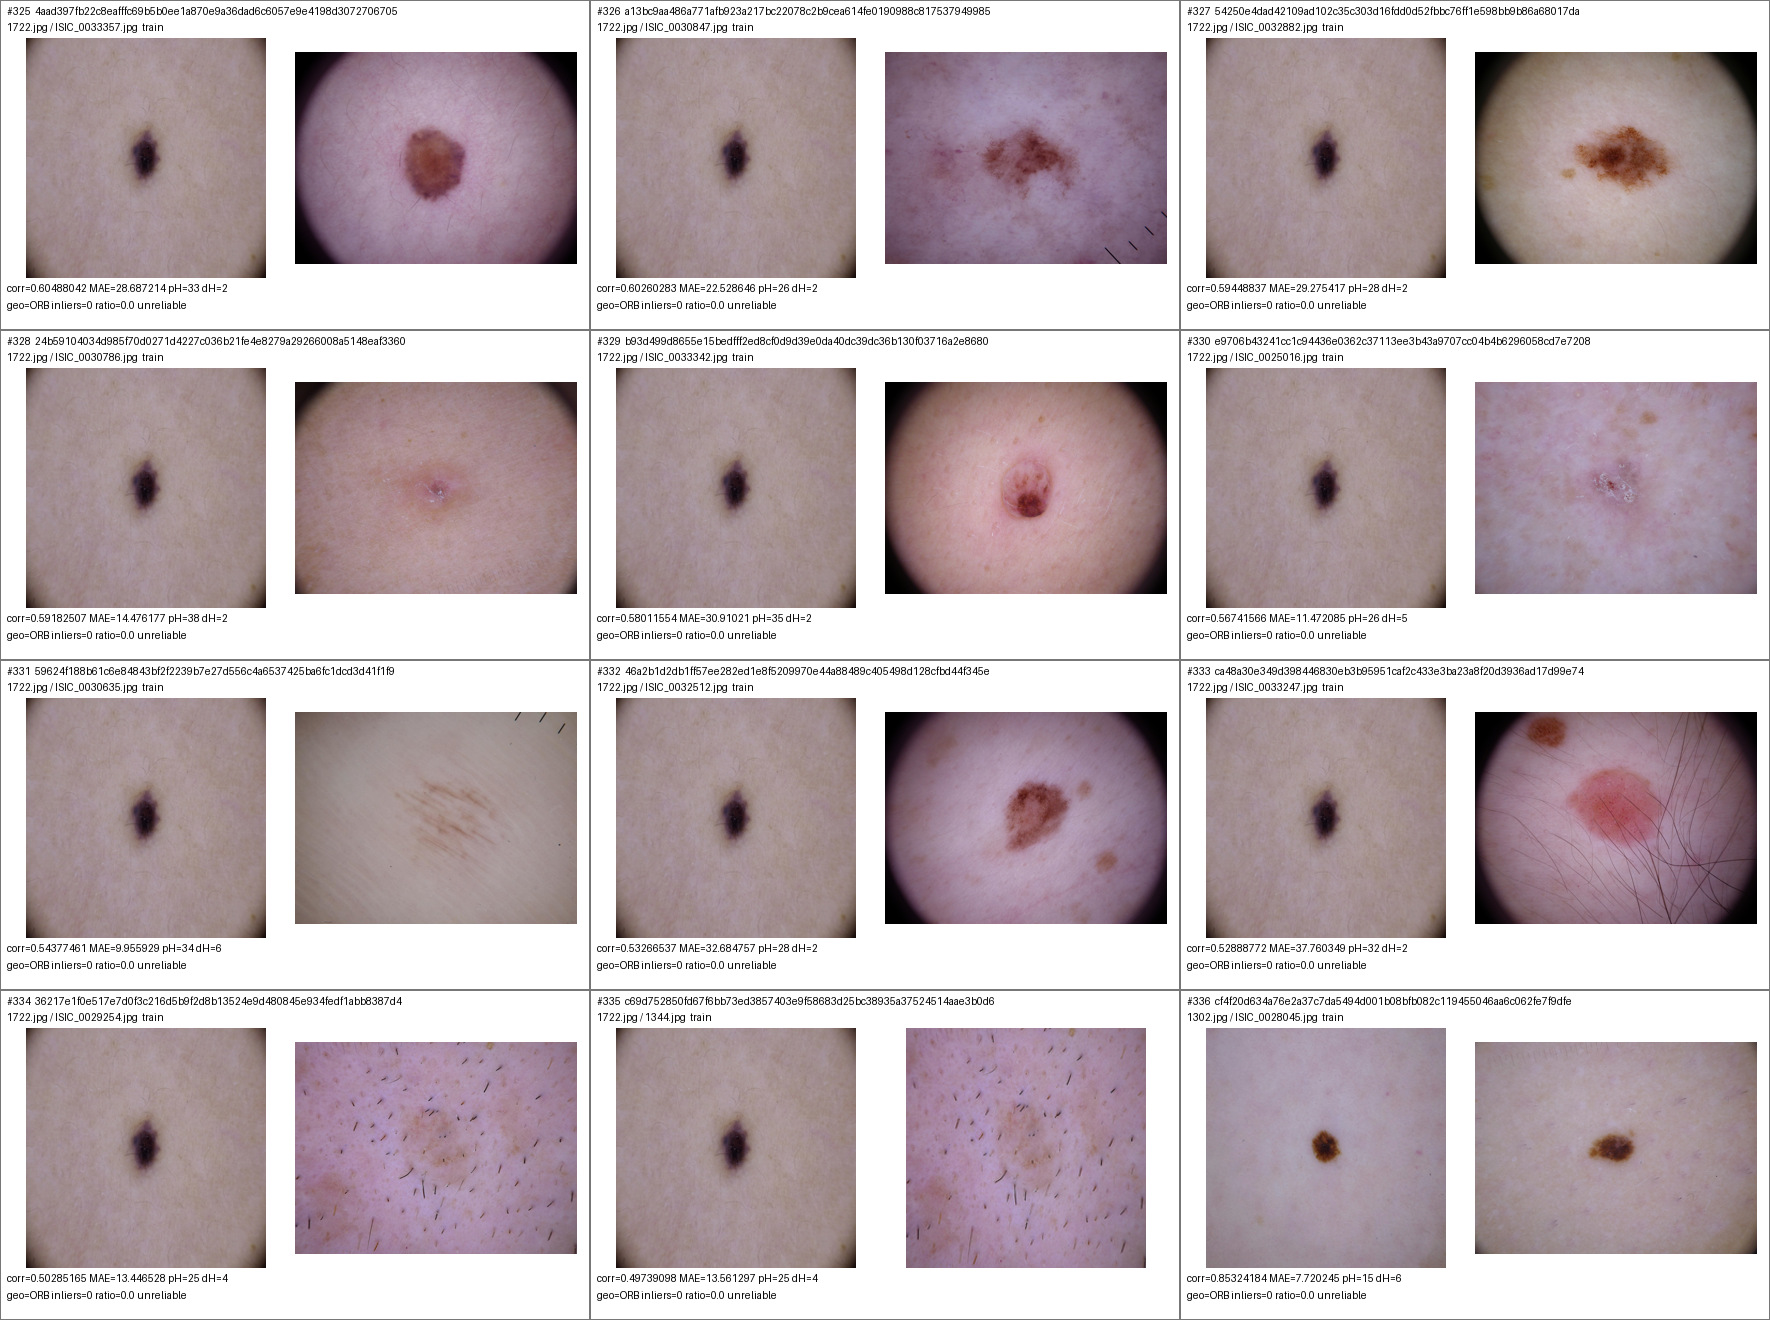 #325 4aad397fb22c8eafffc69b5b0ee1a870e9a36dad6c6057e9e4198d3072706705
1722.jpg / ISIC_0033357.jpg train
corr=0.60488042 MAE=28.687214 pH=33 dH=2
geo=ORB inliers=0 ratio=0.0 unreliable
#326 a13bc9aa486a771afb923a217bc22078c2b9cea614fe0190988c817537949985
1722.jpg / ISIC_0030847.jpg train
corr=0.60260283 MAE=22.528646 pH=26 dH=2
geo=ORB inliers=0 ratio=0.0 unreliable
#327 54250e4dad42109ad102c35c303d16fdd0d52fbbc76ff1e598bb9b86a68017da
1722.jpg / ISIC_0032882.jpg train
corr=0.59448837 MAE=29.275417 pH=28 dH=2
geo=ORB inliers=0 ratio=0.0 unreliable
#328 24b59104034d985f70d0271d4227c036b21fe4e8279a29266008a5148eaf3360
1722.jpg / ISIC_0030786.jpg train
corr=0.59182507 MAE=14.476177 pH=38 dH=2
geo=ORB inliers=0 ratio=0.0 unreliable
#329 b93d499d8655e15bedfff2ed8cf0d9d39e0da40dc39dc36b130f03716a2e8680
1722.jpg / ISIC_0033342.jpg train
corr=0.58011554 MAE=30.91021 pH=35 dH=2
geo=ORB inliers=0 ratio=0.0 unreliable
#330 e9706b43241cc1c94436e0362c37113ee3b43a9707cc04b4b6296058cd7e7208
1722.jpg / ISIC_0025016.jpg train
corr=0.56741566 MAE=11.472085 pH=26 dH=5
geo=ORB inliers=0 ratio=0.0 unreliable
#331 59624f188b61c6e84843bf2f2239b7e27d556c4a6537425ba6fc1dcd3d41f1f9
1722.jpg / ISIC_0030635.jpg train
corr=0.54377461 MAE=9.955929 pH=34 dH=6
geo=ORB inliers=0 ratio=0.0 unreliable
#332 46a2b1d2db1ff57ee282ed1e8f5209970e44a88489c405498d128cfbd44f345e
1722.jpg / ISIC_0032512.jpg train
corr=0.53266537 MAE=32.684757 pH=28 dH=2
geo=ORB inliers=0 ratio=0.0 unreliable
#333 ca48a30e349d398446830eb3b95951caf2c433e3ba23a8f20d3936ad17d99e74
1722.jpg / ISIC_0033247.jpg train
corr=0.52888772 MAE=37.760349 pH=32 dH=2
geo=ORB inliers=0 ratio=0.0 unreliable
#334 36217e1f0e517e7d0f3c216d5b9f2d8b13524e9d480845e934fedf1abb8387d4
1722.jpg / ISIC_0029254.jpg train
corr=0.50285165 MAE=13.446528 pH=25 dH=4
geo=ORB inliers=0 ratio=0.0 unreliable
#335 c69d752850fd67f6bb73ed3857403e9f58683d25bc38935a37524514aae3b0d6
1722.jpg / 1344.jpg train
corr=0.49739098 MAE=13.561297 pH=25 dH=4
geo=ORB inliers=0 ratio=0.0 unreliable
#336 cf4f20d634a76e2a37c7da5494d001b08bfb082c119455046aa6c062fe7f9dfe
1302.jpg / ISIC_0028045.jpg train
corr=0.85324184 MAE=7.720245 pH=15 dH=6
geo=ORB inliers=0 ratio=0.0 unreliable